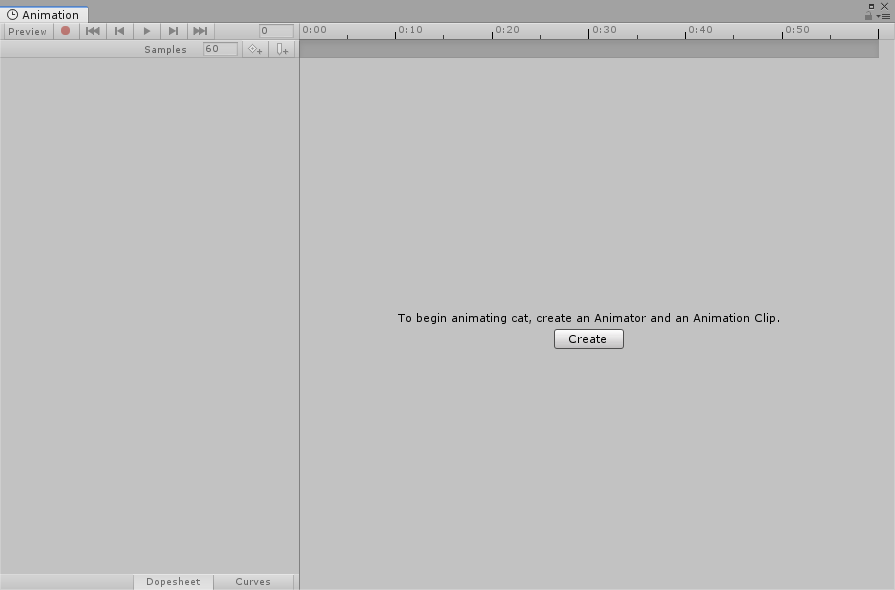 Animation
Preview 0 0:00 0:10 0:20 0:30 0:40 0:50
Samples 60
To begin animating cat, create an Animator and an Animation Clip.
Create
Dopesheet Curves